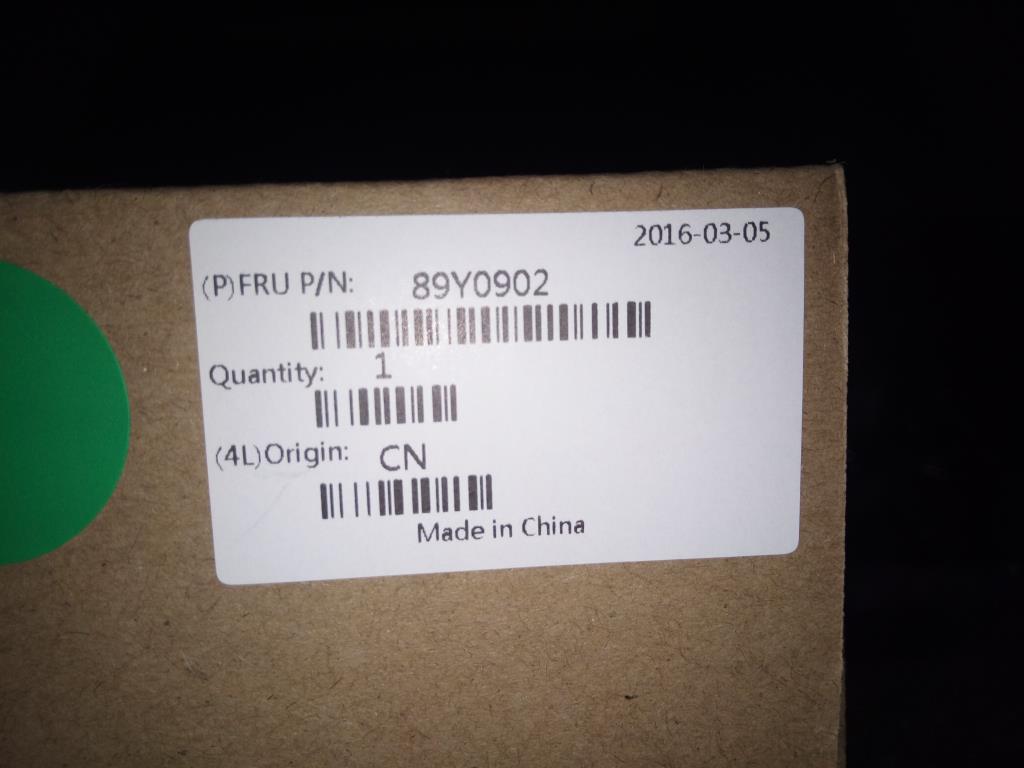 2016-03-05
(P)FRU P/N: 89Y0902
Quantity: 1
(4L)Origin: CN
Made in China